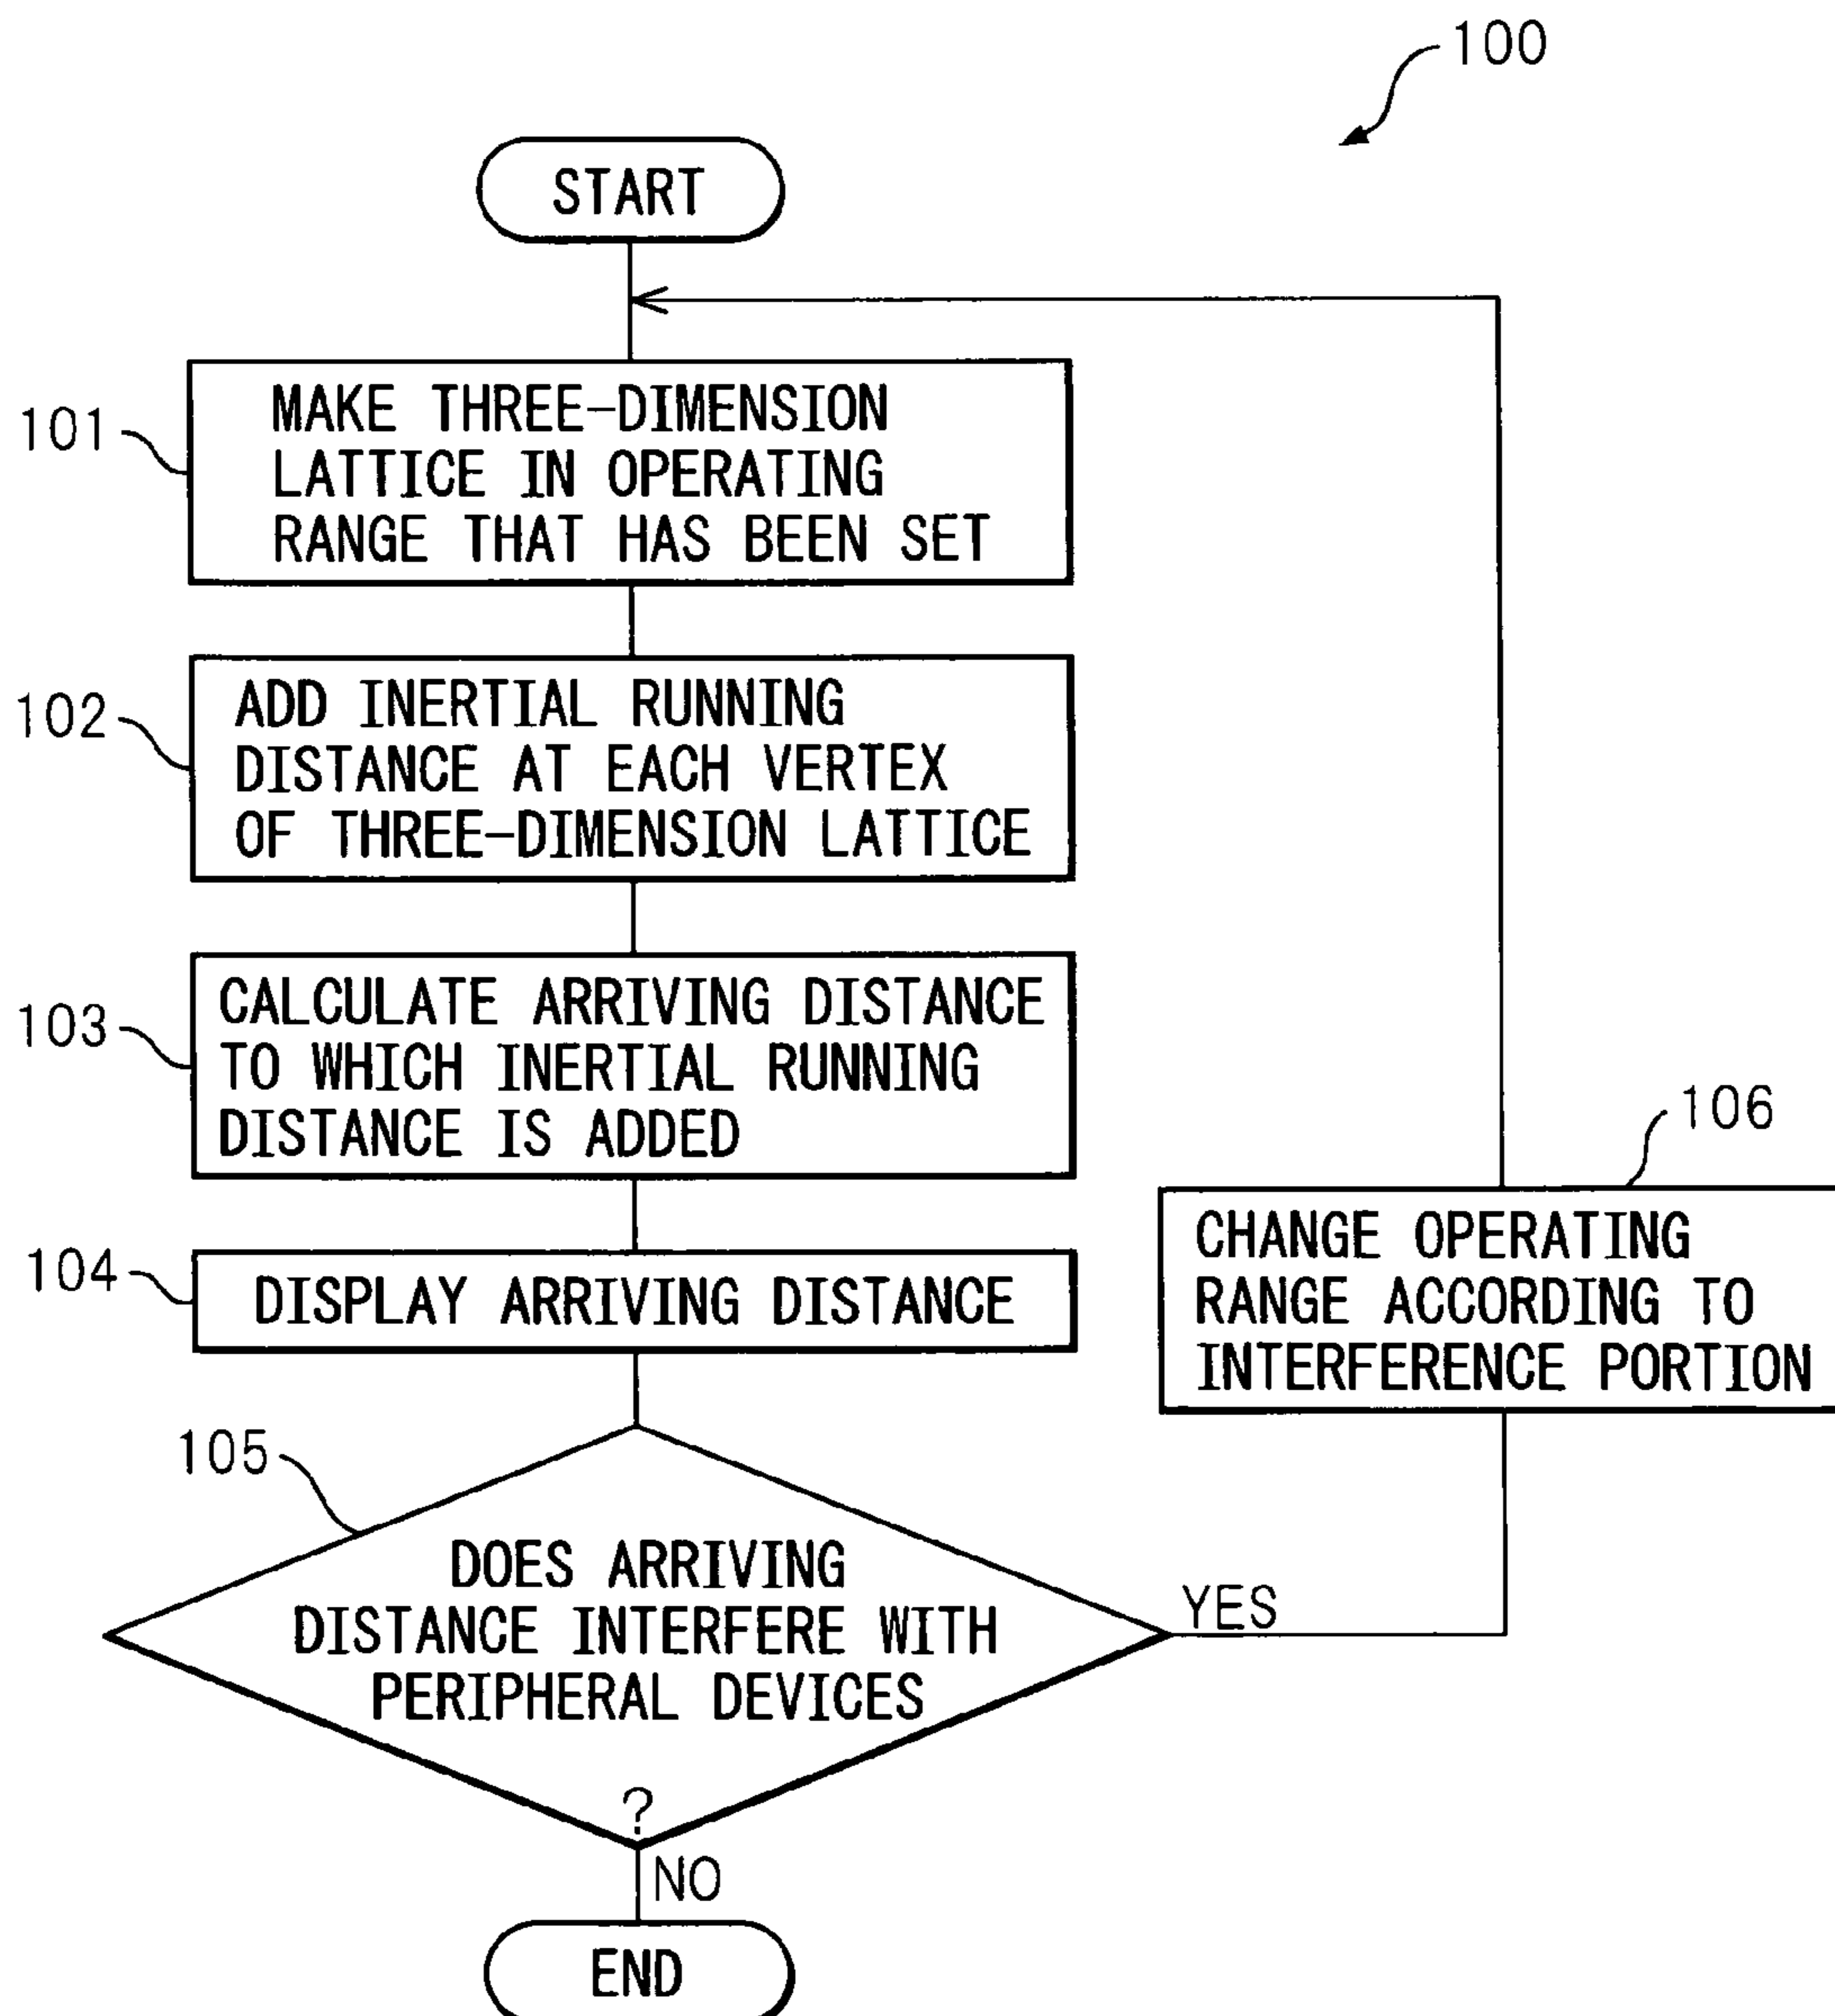 100
START
101
MAKE THREE-DIMENSION
LATTICE IN OPERATING
RANGE THAT HAS BEEN SET
102
ADD INERTIAL RUNNING
DISTANCE AT EACH VERTEX
OF THREE-DIMENSION LATTICE
103
CALCULATE ARRIVING DISTANCE
TO WHICH INERTIAL RUNNING
DISTANCE IS ADDED
104
DISPLAY ARRIVING DISTANCE
106
CHANGE OPERATING
RANGE ACCORDING TO
INTERFERENCE PORTION
105
DOES ARRIVING
DISTANCE INTERFERE WITH
PERIPHERAL DEVICES
?
YES
NO
END